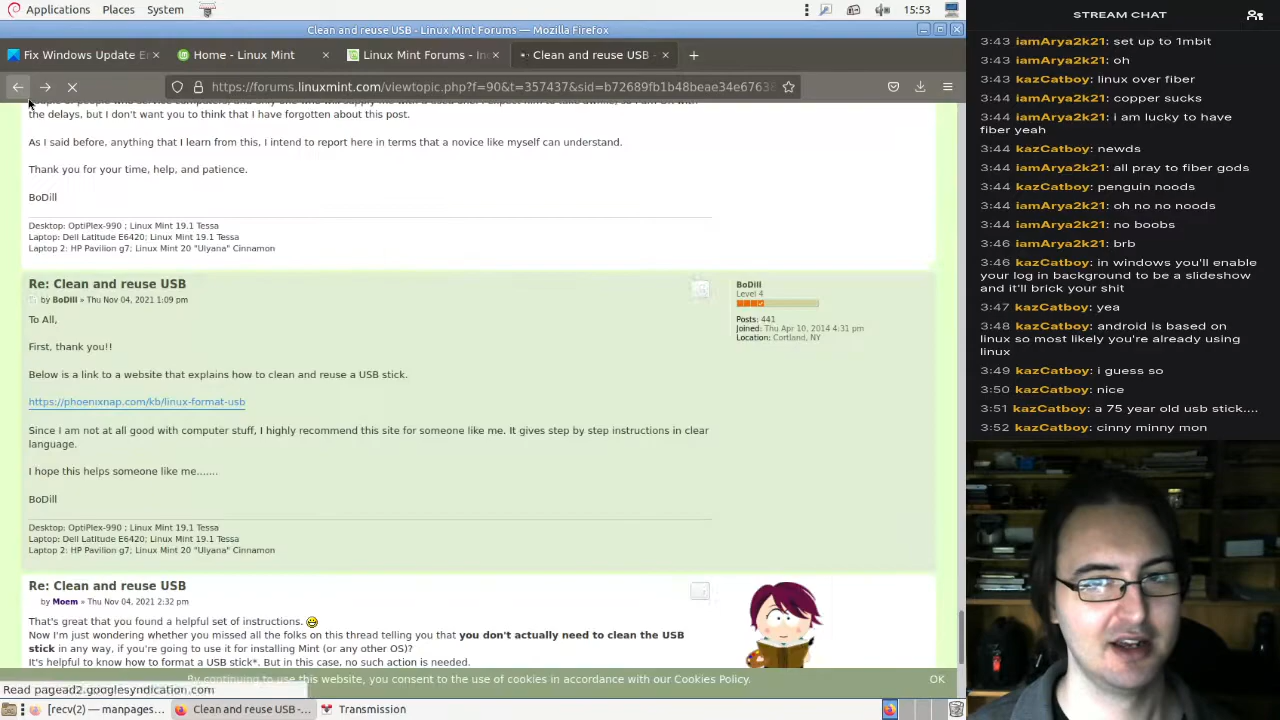 Applications Places System
15:53
Clean and reuse USB - Linux Mint Forums — Mozilla Firefox
Fix Windows Update E
Home - Linux Mint
Linux Mint Forums - In
Clean and reuse USB -
https://forums.linuxmint.com/viewtopic.php?f=90&t=357437&sid=b72689fb1b48beae34e6763
the delays, but I don't want you to think that I have forgotten about this post.
As I said before, anything that I learn from this, I intend to report here in terms that a novice like myself can understand.
Thank you for your time, help, and patience.
BoDill
Desktop: OptiPlex-990 ; Linux Mint 19.1 Tessa
Laptop: Dell Latitude E6420; Linux Mint 19.1 Tessa
Laptop 2: HP Pavilion g7; Linux Mint 20 "Ulyana" Cinnamon
Re: Clean and reuse USB
by BoDill » Thu Nov 04, 2021 1:09 pm
To All,
First, thank you!!
Below is a link to a website that explains how to clean and reuse a USB stick.
https://phoenixnap.com/kb/linux-format-usb
Since I am not at all good with computer stuff, I highly recommend this site for someone like me. It gives step by step instructions in clear
language.
I hope this helps someone like me.......
BoDill
Desktop: OptiPlex-990 ; Linux Mint 19.1 Tessa
Laptop: Dell Latitude E6420; Linux Mint 19.1 Tessa
Laptop 2: HP Pavilion g7; Linux Mint 20 "Ulyana" Cinnamon
BoDill
Level 4
Posts: 441
Joined: Thu Apr 10, 2014 4:31 pm
Location: Cortland, NY
Re: Clean and reuse USB
by Moem » Thu Nov 04, 2021 2:32 pm
That's great that you found a helpful set of instructions.
Now I'm just wondering whether you missed all the folks on this thread telling you that you don't actually need to clean the USB
stick in any way, if you're going to use it for installing Mint (or any other OS)?
It's helpful to know how to format a USB stick*. But in this case, no such action is needed.
By continuing to use this website, you consent to the use of cookies in accordance with our Cookies Policy.
OK
Read pagead2.googlesyndication.com
[recv(2) — manpages...
Clean and reuse USB -...
Transmission
STREAM CHAT
3:43 iamArya2k21: set up to 1mbit
3:43 iamArya2k21: oh
3:43 kazCatboy: linux over fiber
3:44 iamArya2k21: copper sucks
3:44 iamArya2k21: i am lucky to have
fiber yeah
3:44 kazCatboy: newds
3:44 iamArya2k21: all pray to fiber gods
3:44 kazCatboy: penguin noods
3:44 iamArya2k21: oh no no noods
3:44 iamArya2k21: no boobs
3:46 iamArya2k21: brb
3:46 kazCatboy: in windows you'll enable
your log in background to be a slideshow
and it'll brick your shit
3:47 kazCatboy: yea
3:48 kazCatboy: android is based on
linux so most likely you're already using
linux
3:49 kazCatboy: i guess so
3:50 kazCatboy: nice
3:51 kazCatboy: a 75 year old usb stick....
3:52 kazCatboy: cinny minny mon